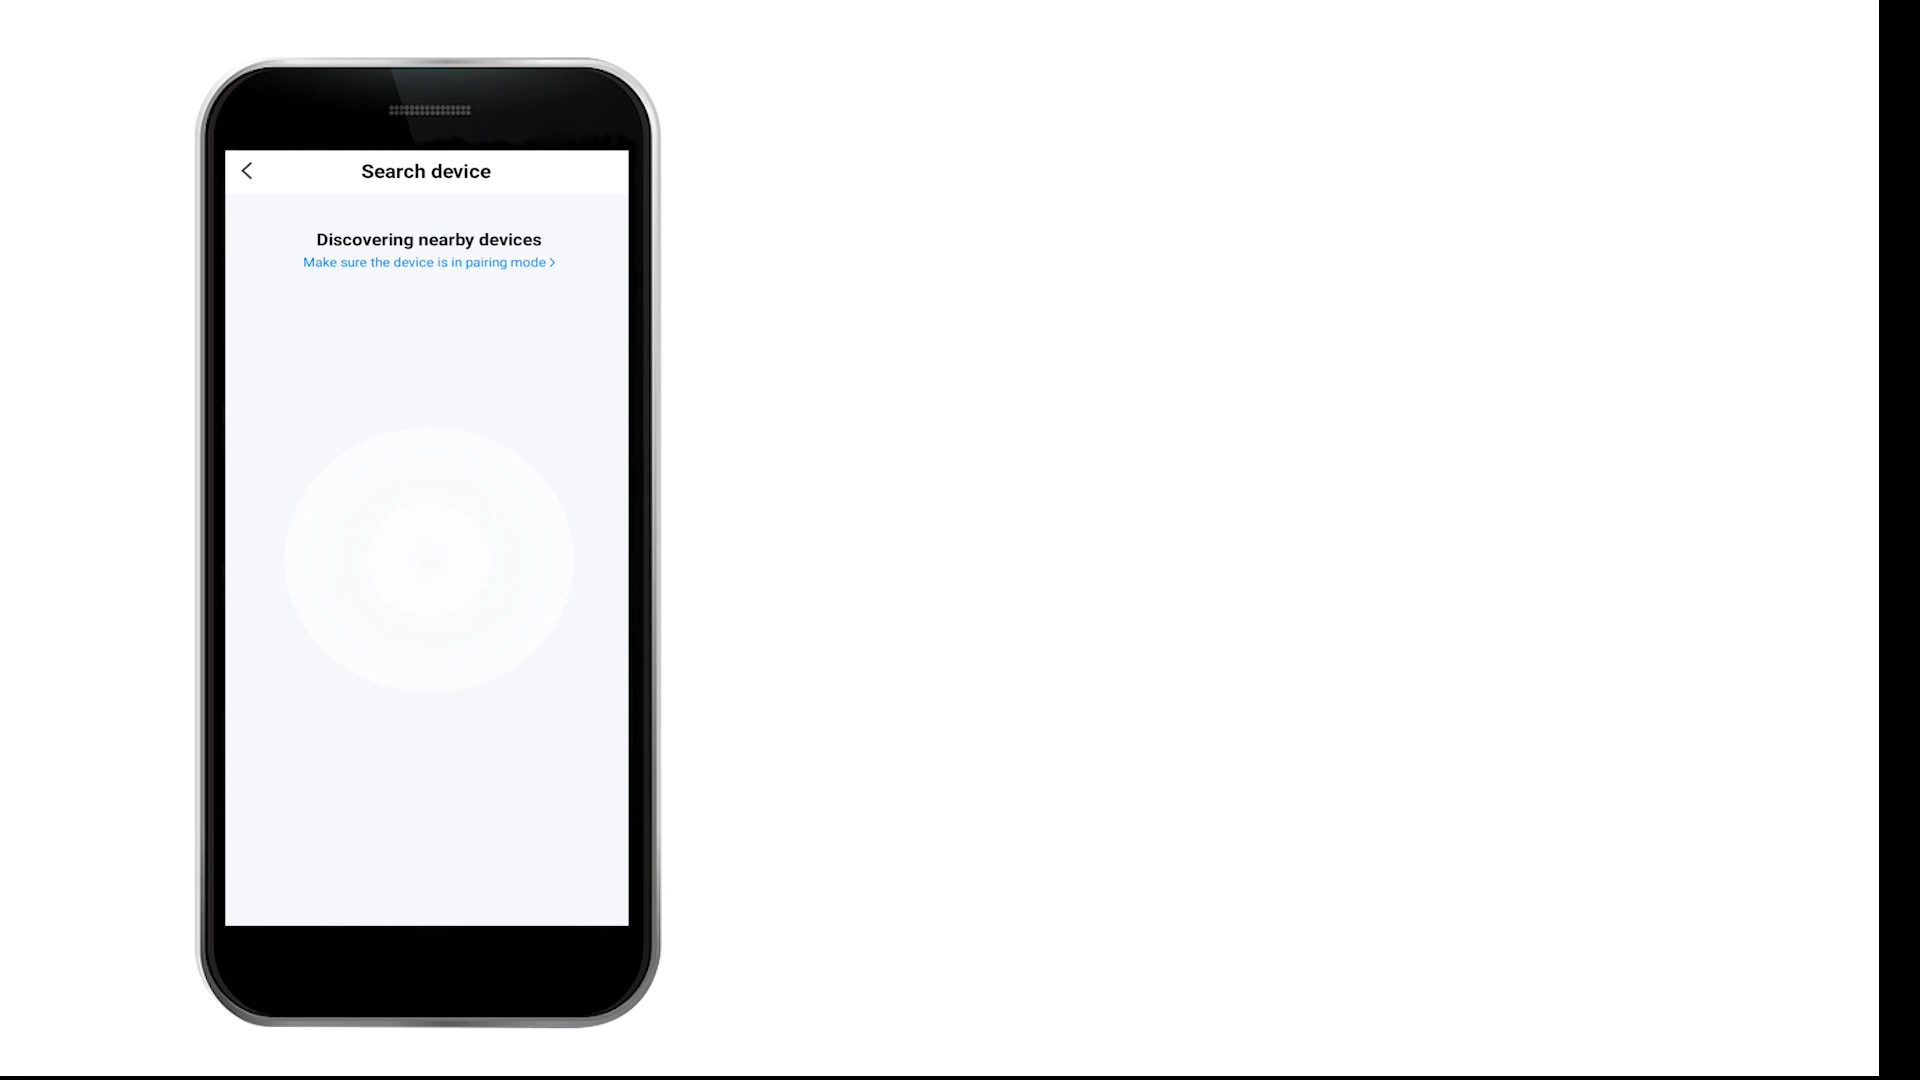 Search device
Discovering nearby devices
Make sure the device is in pairing mode >